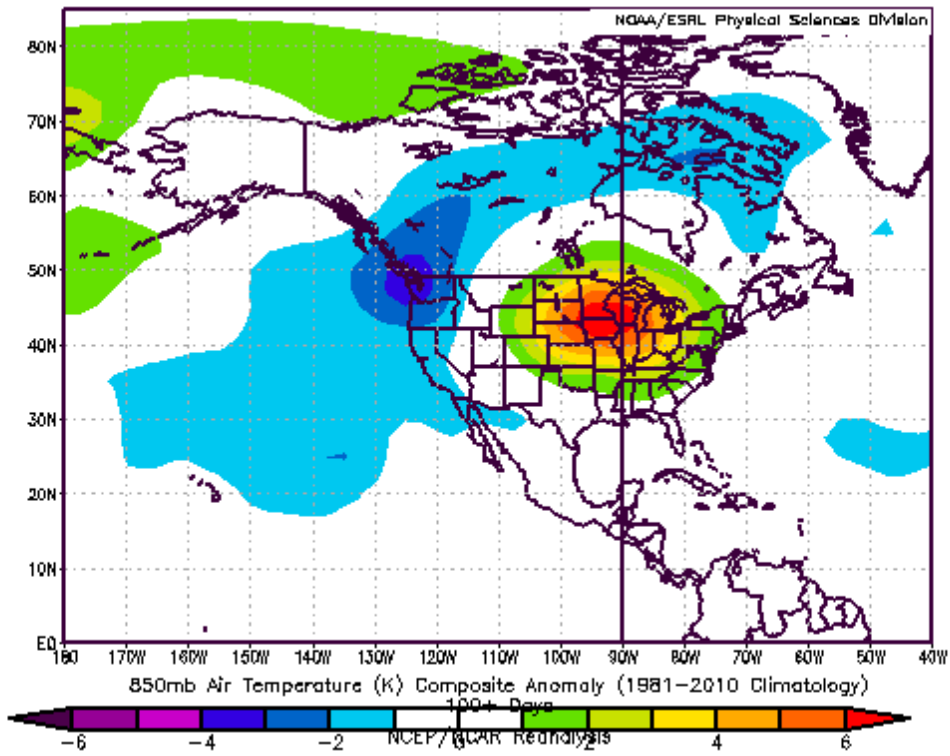 NOAA/ESRL Physical Sciences Division
80N
70N
60N
50N
40N
30N
20N
10N
EQ
180 170W 160W 150W 140W 130W 120W 110W 100W 90W 80W 70W 60W 50W 40W
850mb Air Temperature (K) Composite Anomaly (1981-2010 Climatology)
100+ Days
-6 -4 -2 0 2 4 6
NCEP/NCAR Reanalysis